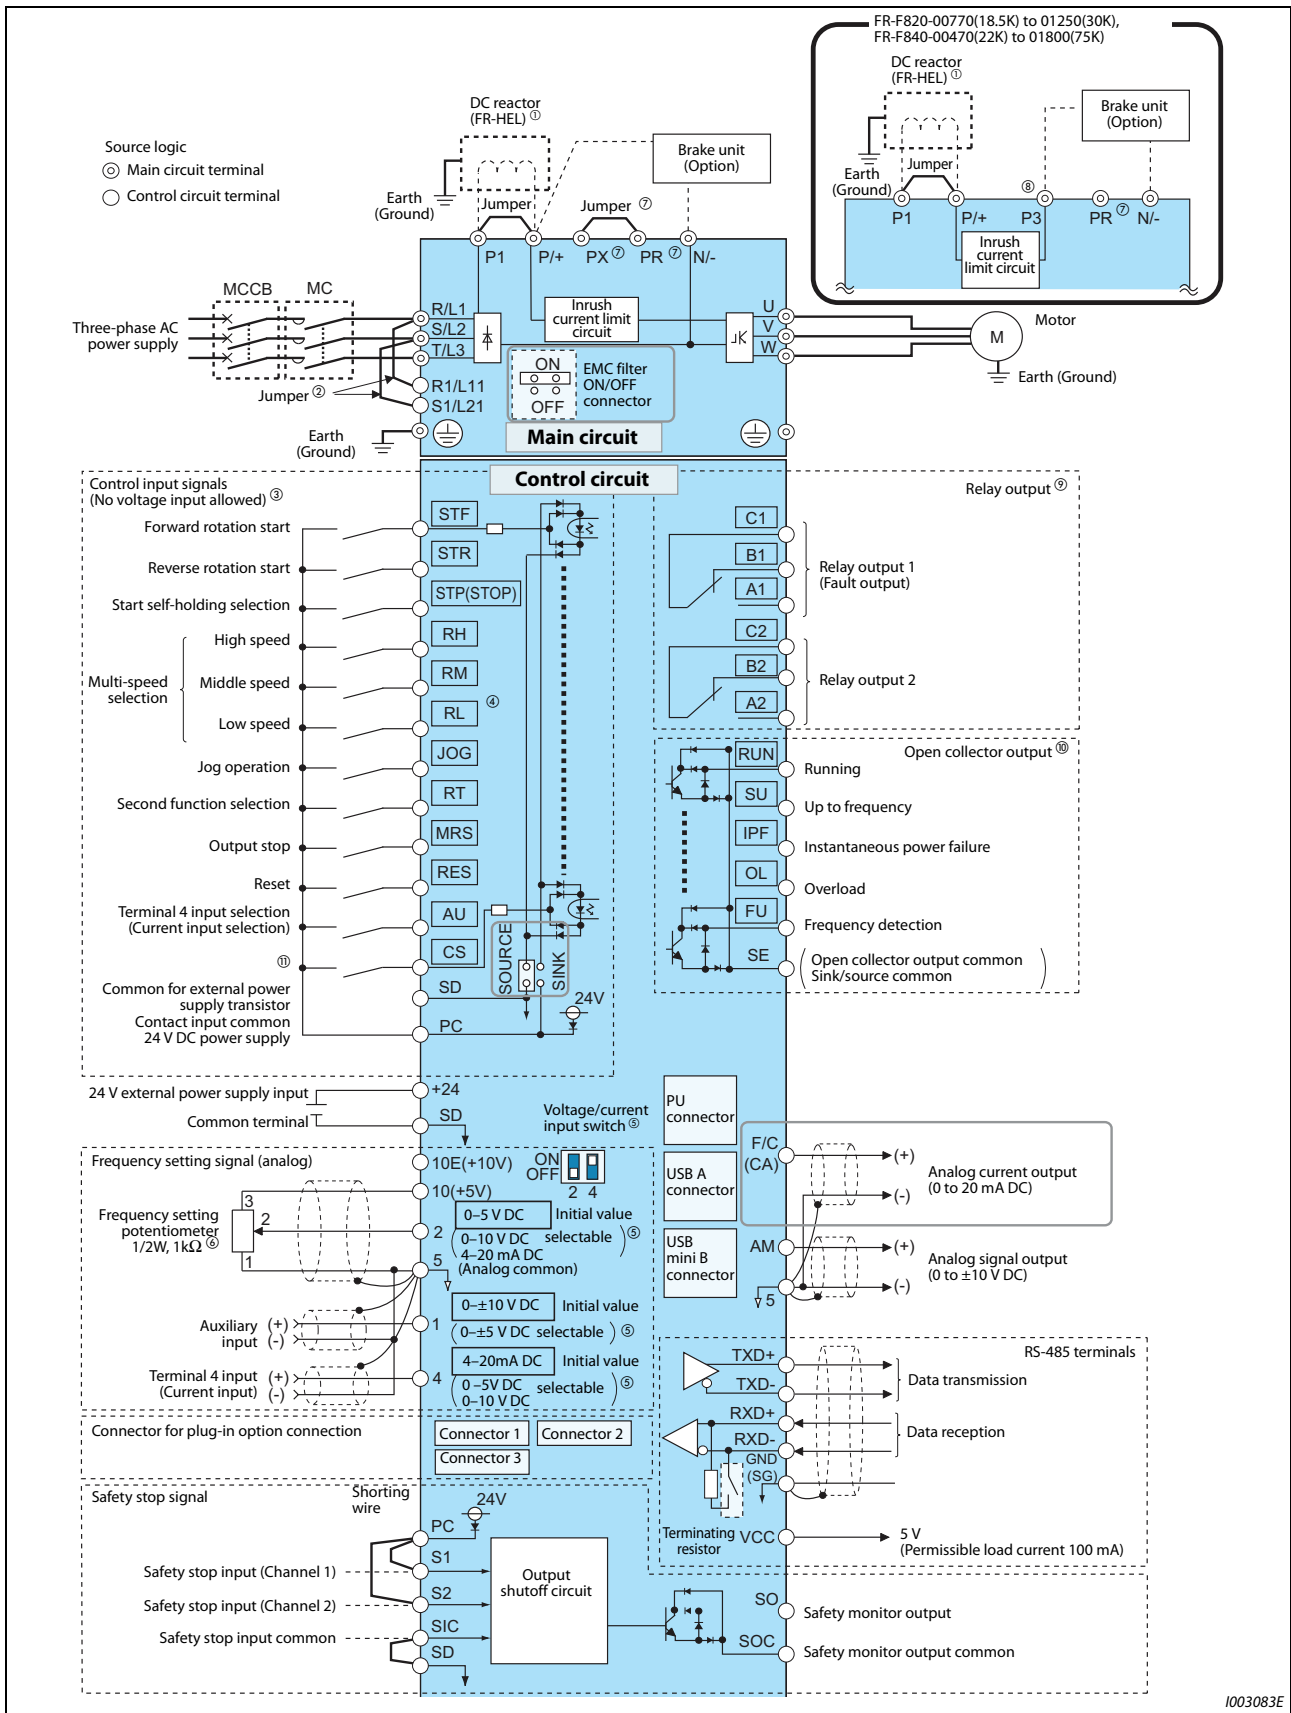 FR-F820-00770(18.5K) to 01250(30K),
FR-F840-00470(22K) to 01800(75K)
DC reactor
(FR-HEL) ①
Brake unit
(Option)
Jumper
Earth
(Ground)
⑧
P1
P/+
P3
PR ⑦
N/-
Inrush
current
limit circuit
Source logic
Main circuit terminal
Control circuit terminal
DC reactor
(FR-HEL) ①
Brake unit
(Option)
Earth
(Ground)
Jumper
Jumper ⑦
P1
P/+
PX ⑦
PR ⑦
N/-
MCCB
MC
Three-phase AC
power supply
R/L1
S/L2
T/L3
R1/L11
S1/L21
Jumper ②
Inrush
current limit
circuit
U
V
W
M
Motor
Earth (Ground)
ON
OFF
EMC filter
ON/OFF
connector
Earth
(Ground)
Main circuit
Control circuit
Control input signals
(No voltage input allowed) ③
Forward rotation start
STF
Reverse rotation start
STR
Start self-holding selection
STP(STOP)
Multi-speed
selection
High speed
RH
Middle speed
RM
Low speed
RL
④
Jog operation
JOG
Second function selection
RT
Output stop
MRS
Reset
RES
Terminal 4 input selection
(Current input selection)
AU
⑪
CS
SOURCE
SINK
Common for external power
supply transistor
SD
Contact input common
24 V DC power supply
PC
24V
Relay output ⑨
C1
B1
A1
Relay output 1
(Fault output)
C2
B2
A2
Relay output 2
Open collector output ⑩
RUN
Running
SU
Up to frequency
IPF
Instantaneous power failure
OL
Overload
FU
Frequency detection
SE
Open collector output common
Sink/source common
24 V external power supply input
+24
Common terminal
SD
Voltage/current
input switch ⑤
PU
connector
USB A
connector
USB
mini B
connector
Frequency setting signal (analog)
10E(+10V)
ON
OFF
2 4
10(+5V)
3
2
1
Frequency setting
potentiometer
1/2W, 1kΩ ⑥
0–5 V DC
Initial value
2
0–10 V DC
4–20 mA DC
selectable
⑤
5
(Analog common)
Auxiliary
input
(+)
(-)
1
0–±10 V DC
Initial value
(0–±5 V DC selectable) ⑤
Terminal 4 input
(Current input)
(+)
(-)
4
4–20mA DC
Initial value
0 –5V DC
0–10 V DC
selectable
⑤
F/C
(CA)
(+)
(-)
Analog current output
(0 to 20 mA DC)
AM
5
(+)
(-)
Analog signal output
(0 to ±10 V DC)
RS-485 terminals
TXD+
TXD-
Data transmission
RXD+
RXD-
Data reception
GND
(SG)
Terminating
resistor
VCC
5 V
(Permissible load current 100 mA)
Connector for plug-in option connection
Connector 1
Connector 2
Connector 3
Safety stop signal
Shorting
wire
24V
PC
Safety stop input (Channel 1)
S1
Safety stop input (Channel 2)
S2
Safety stop input common
SIC
SD
Output
shutoff circuit
SO
Safety monitor output
SOC
Safety monitor output common
I003083E